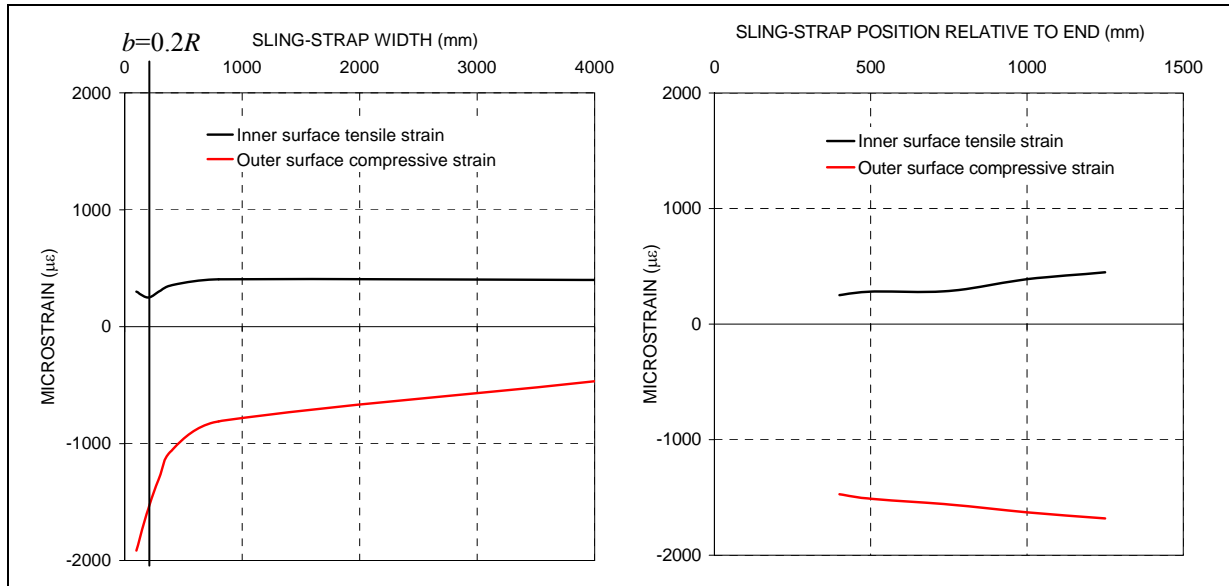 b=0.2R
SLING-STRAP WIDTH (mm)
0 1000 2000 3000 4000
2000
1000
0
-1000
-2000
MICROSTRAIN (με)
Inner surface tensile strain
Outer surface compressive strain
SLING-STRAP POSITION RELATIVE TO END (mm)
0 500 1000 1500
2000
1000
0
-1000
-2000
MICROSTRAIN (με)
Inner surface tensile strain
Outer surface compressive strain